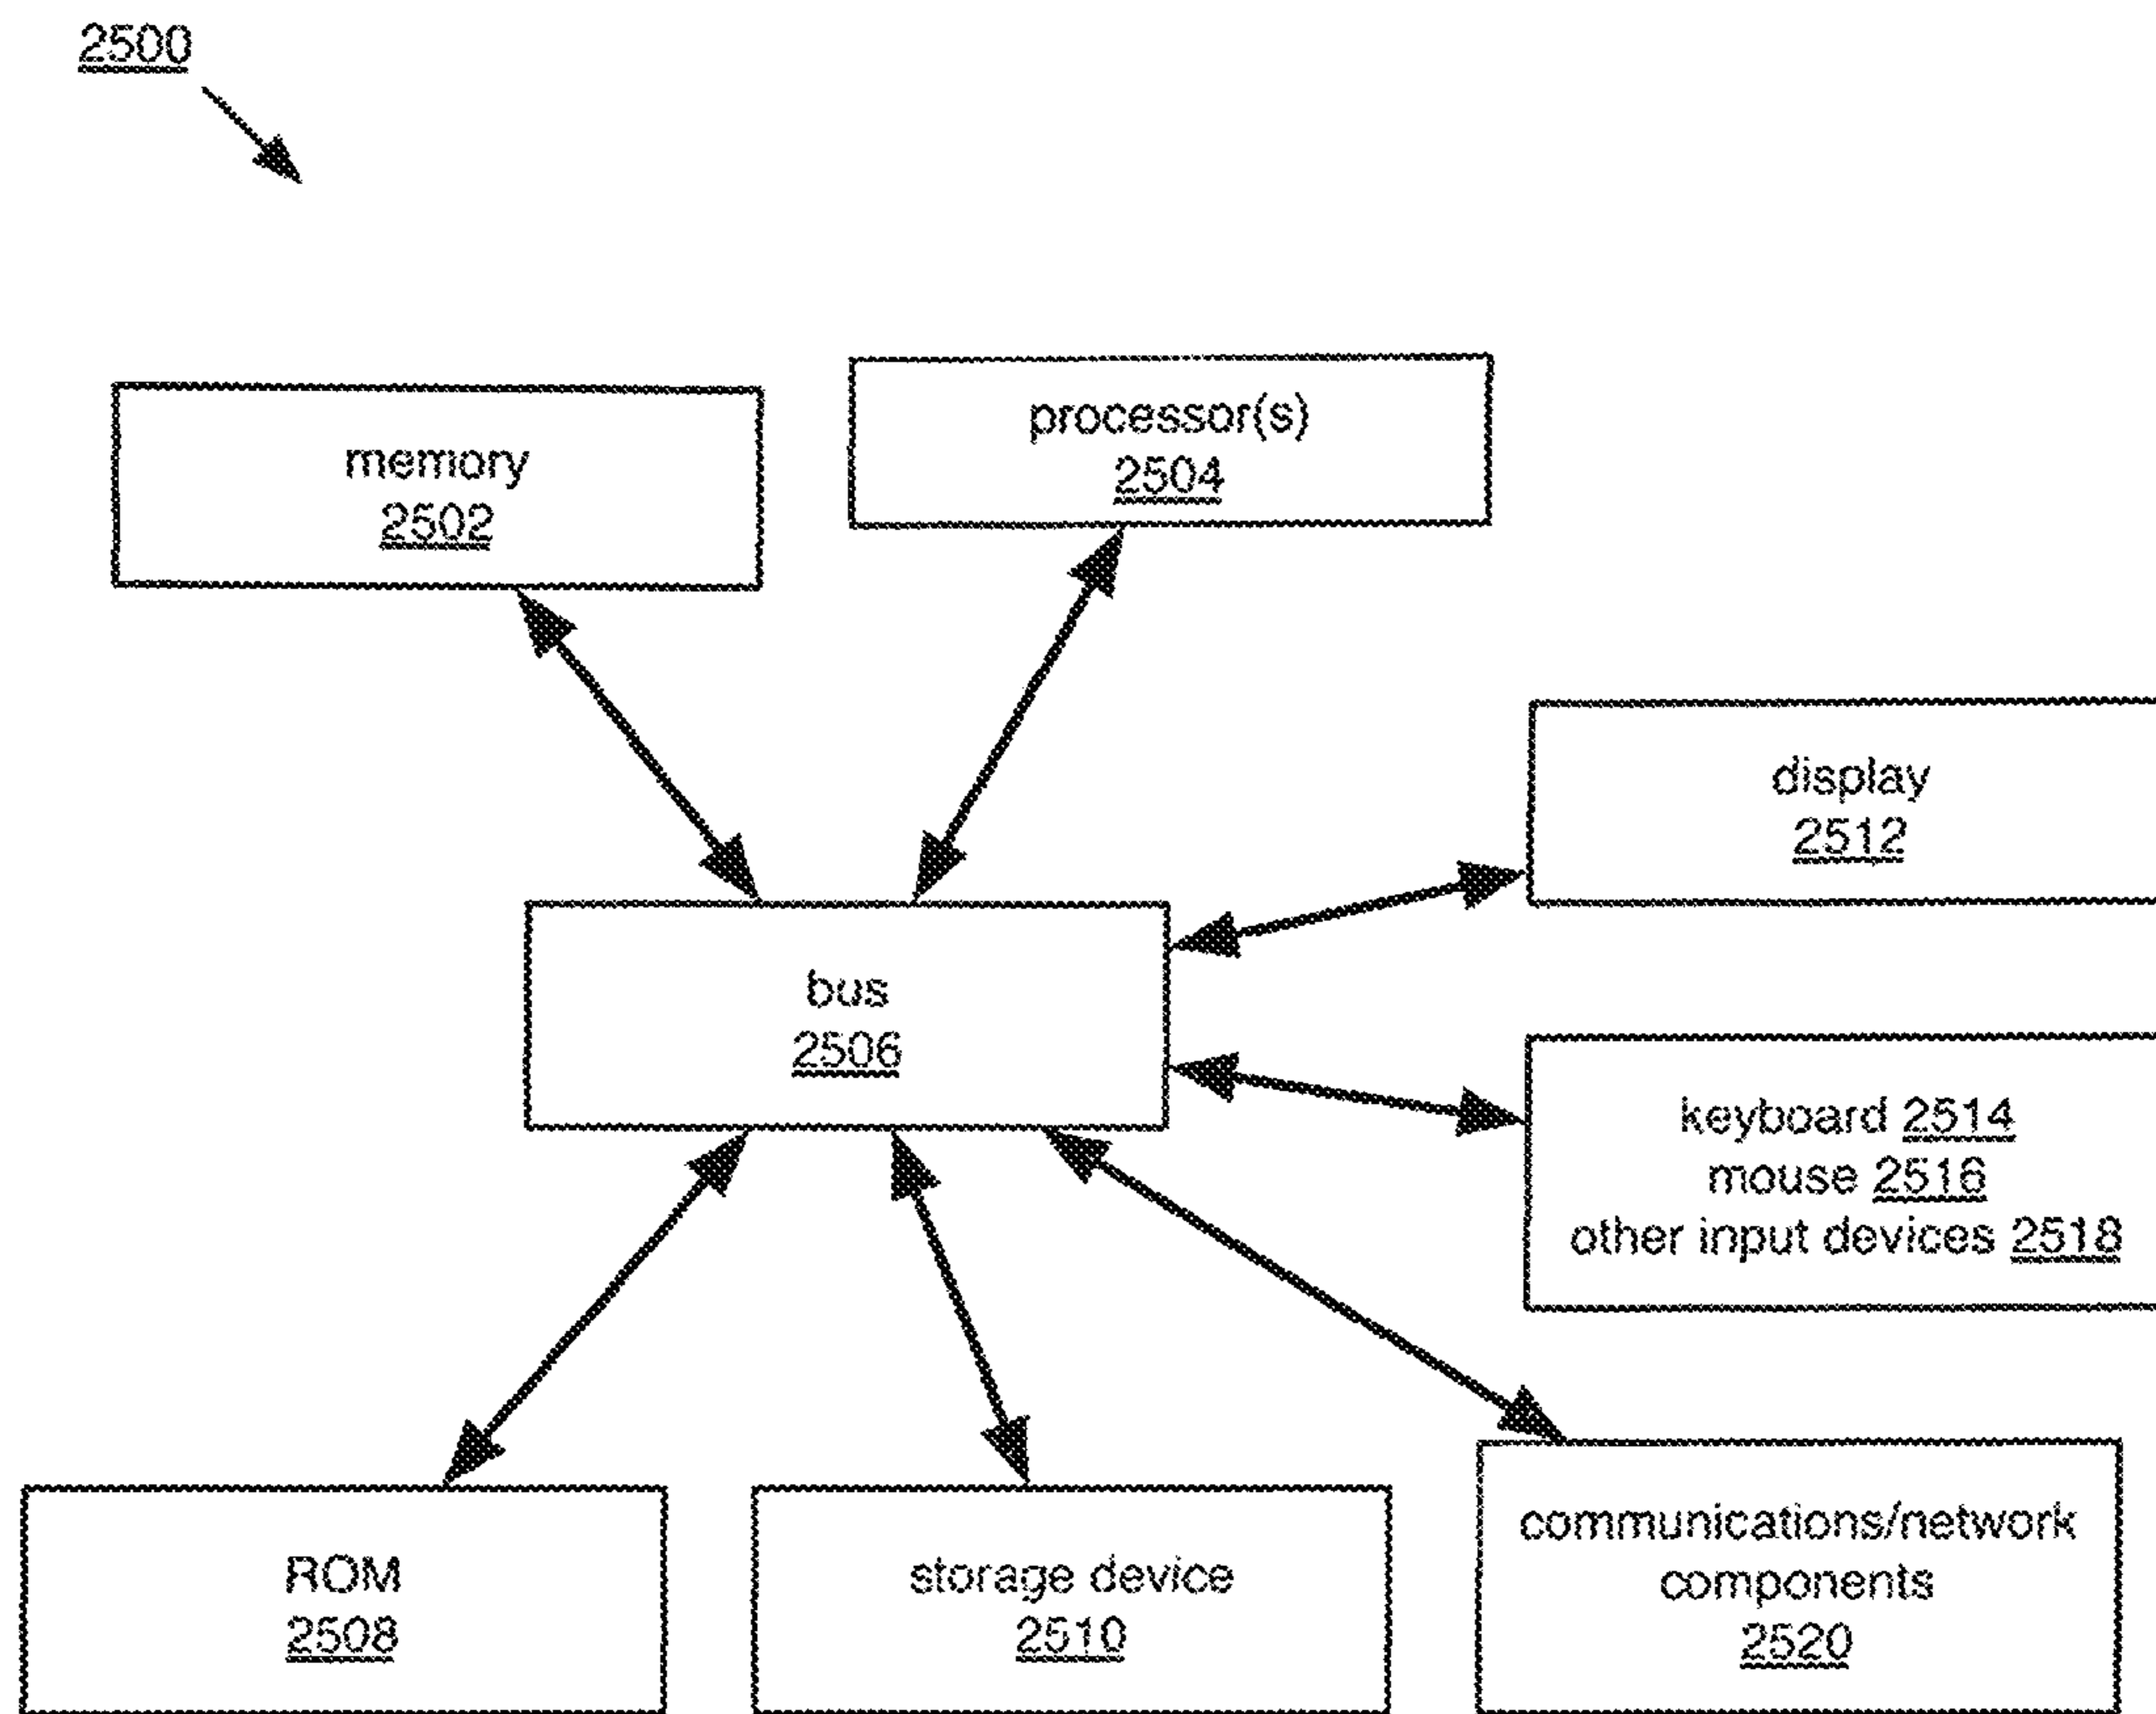 2500
memory
2502
processor(s)
2504
display
2512
bus
2506
keyboard 2514
mouse 2516
other input devices 2518
ROM
2508
storage device
2510
communications/network
components
2520